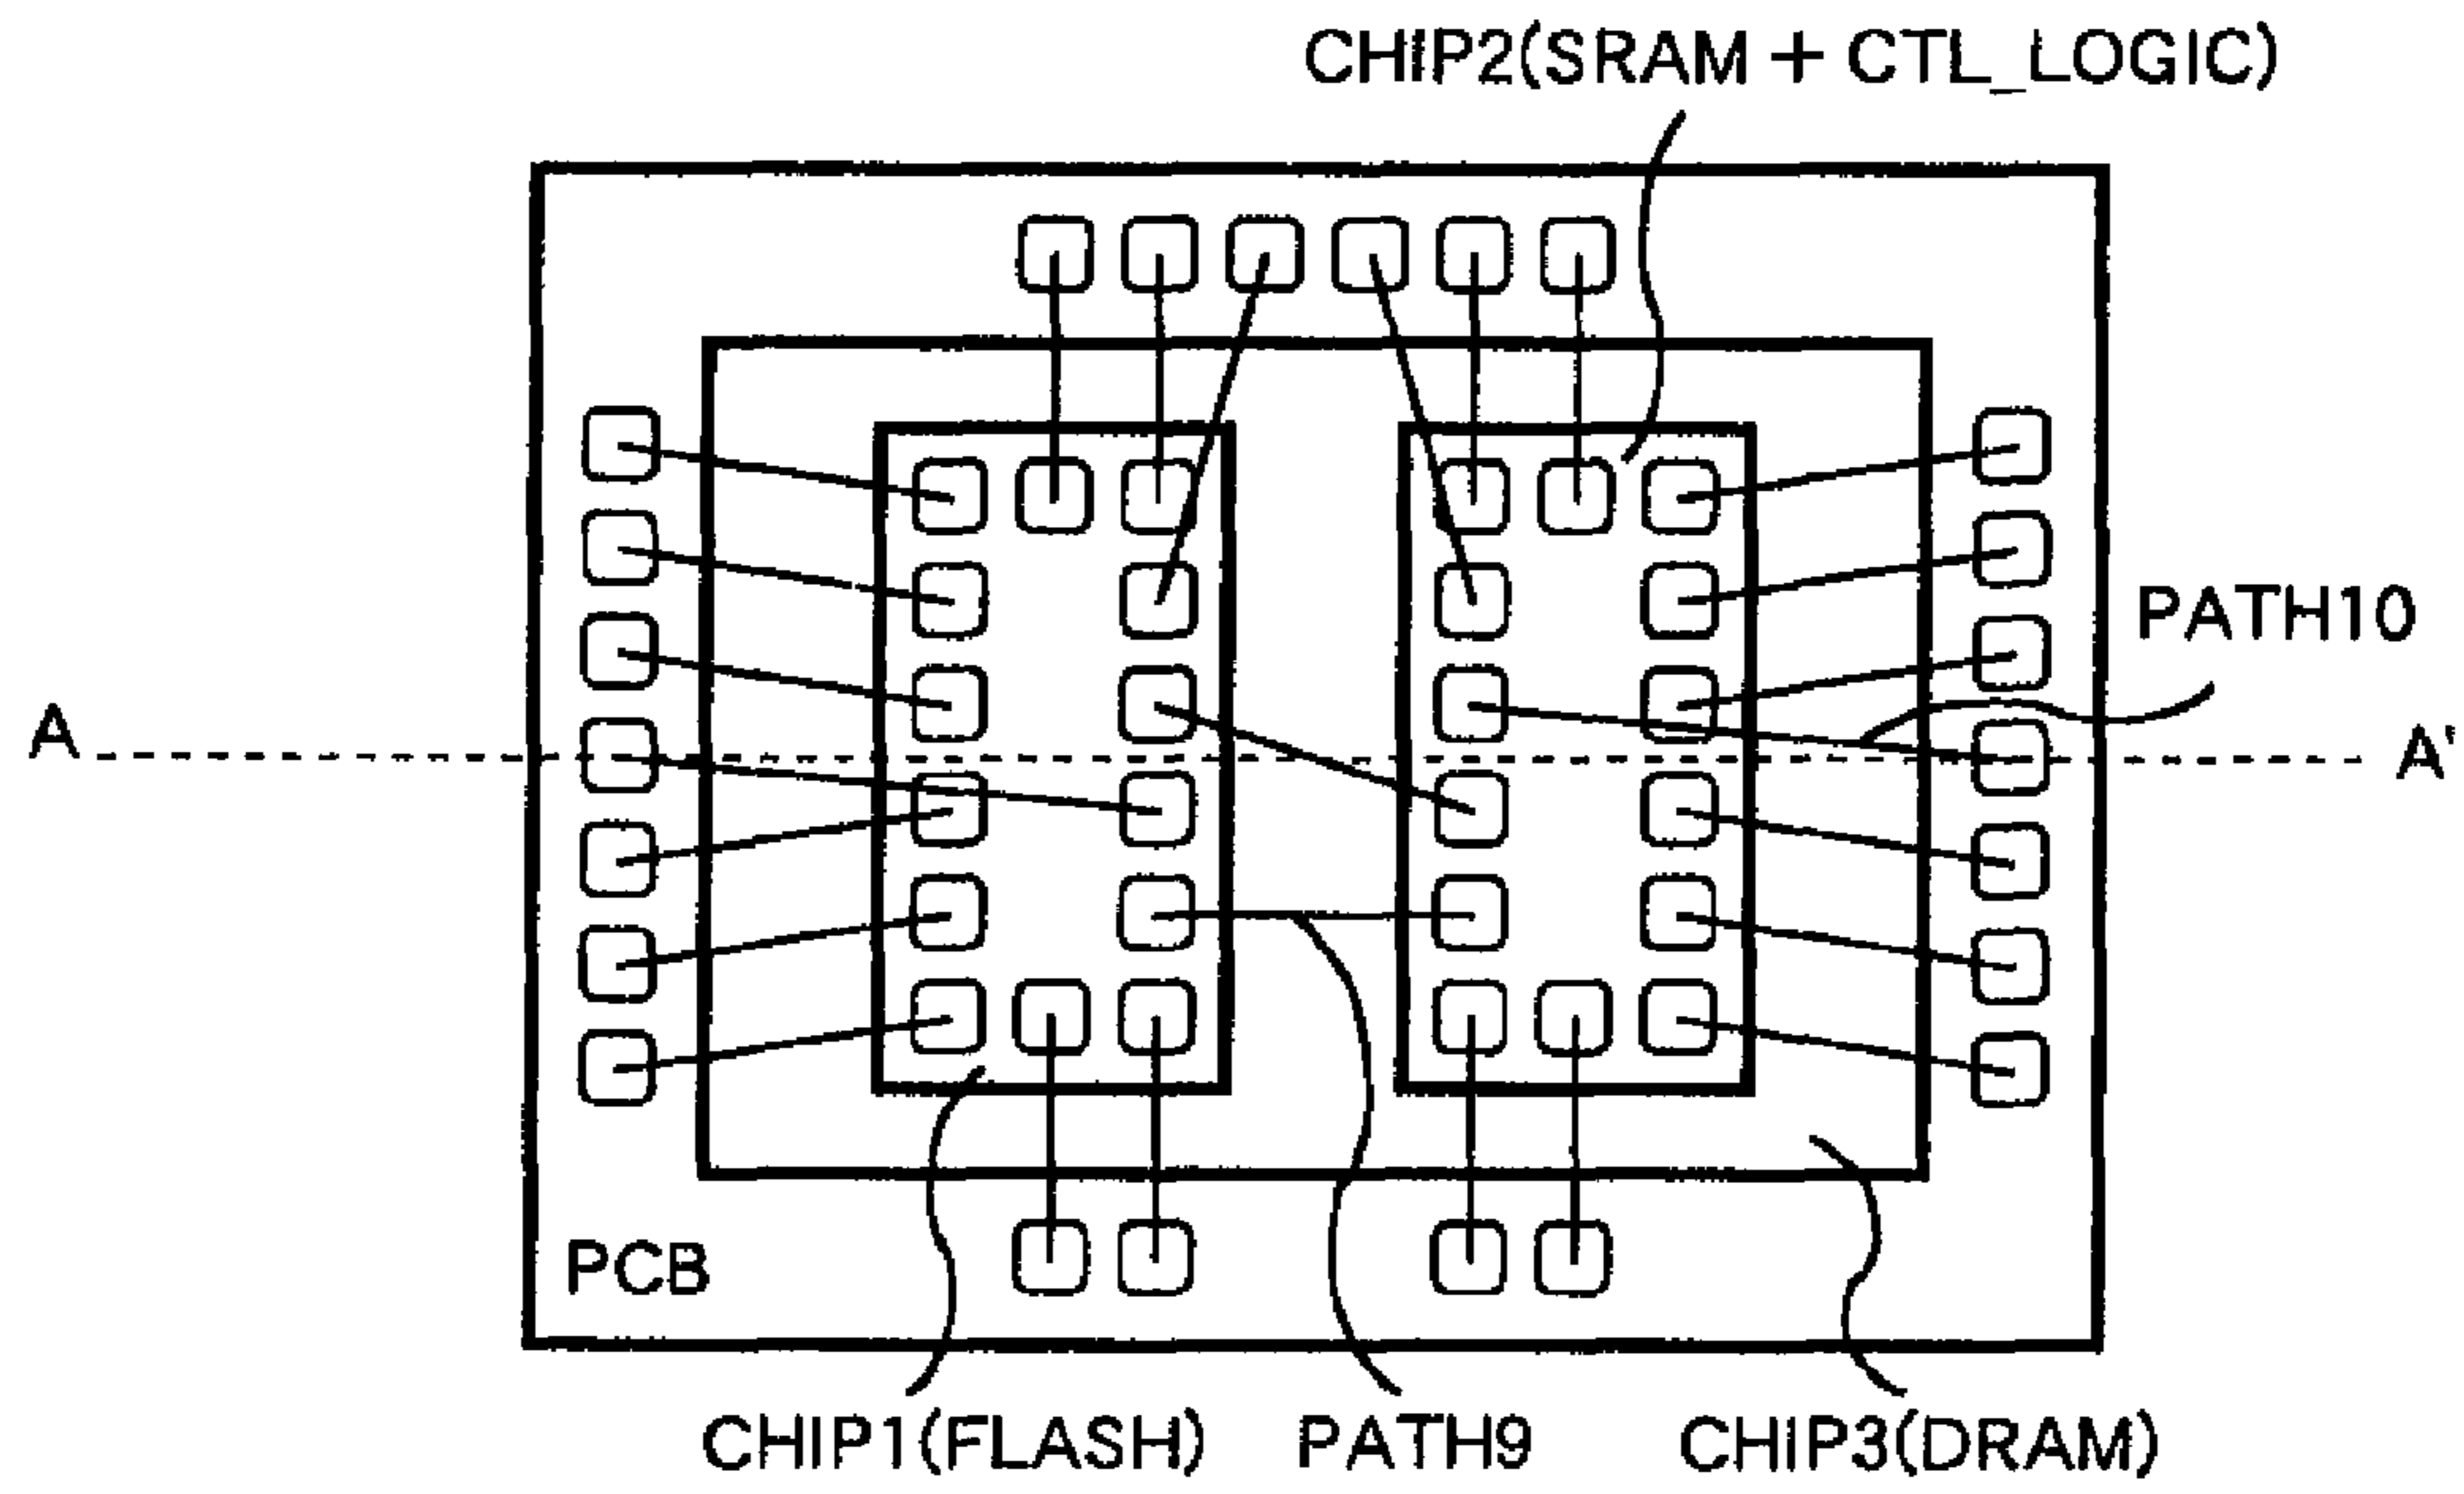 CHIP2(SRAM + CTL_LOGIC)
PATH10
A
A'
PCB
CHIP1(FLASH)
PATH9
CHIP3(DRAM)